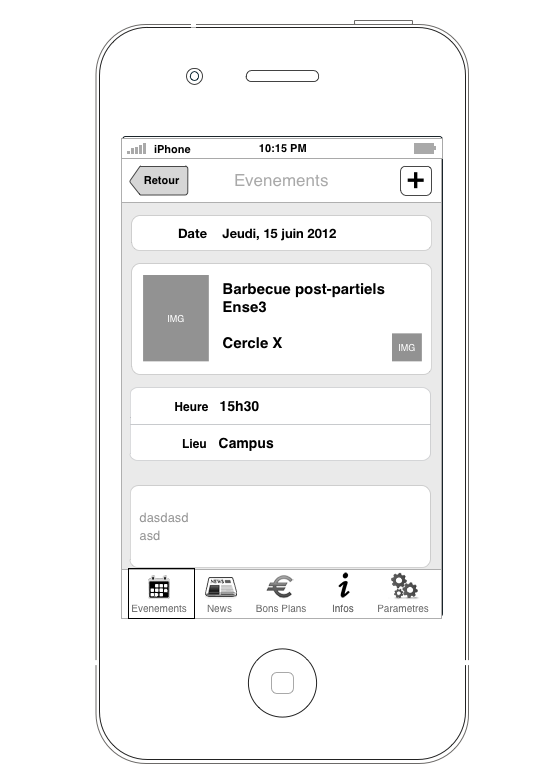 iPhone 10:15 PM
Retour Evenements +
Date Jeudi, 15 juin 2012
Barbecue post-partiels
Ense3
IMG
Cercle X
IMG
Heure 15h30
Lieu Campus
dasdasd
asd
NEWS
Evenements News Bons Plans Infos Parametres